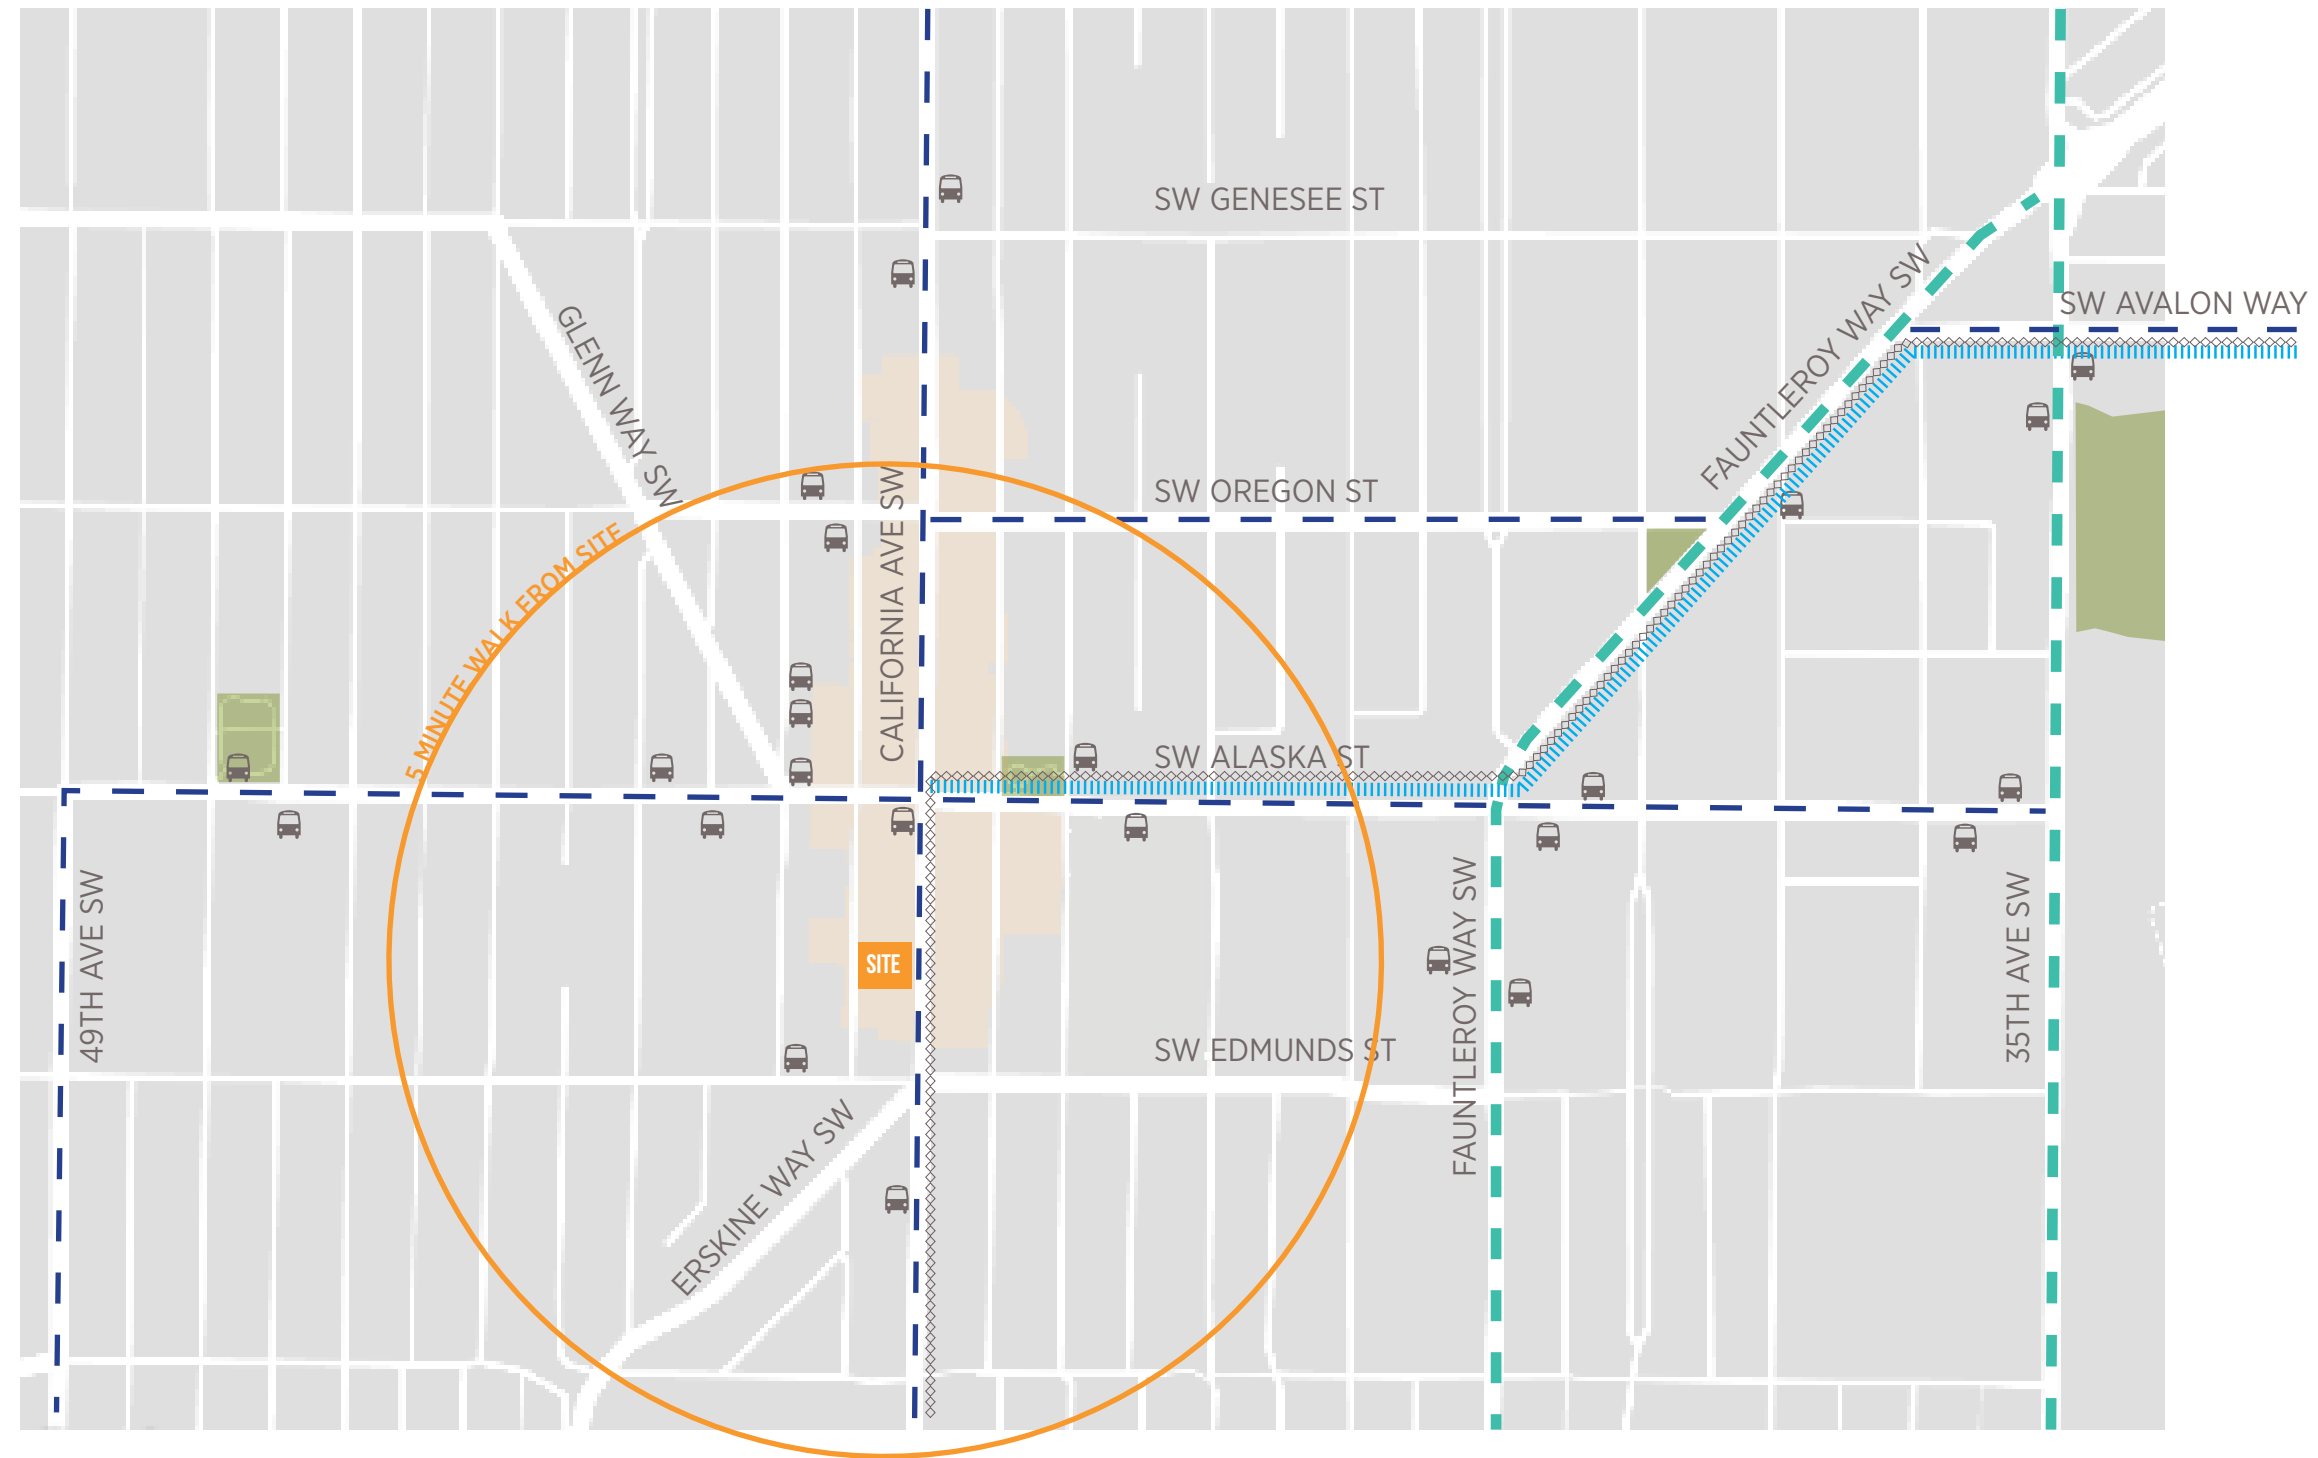 SW GENESEE ST
FAUNTLEROY WAY SW
SW AVALON WAY
GLENN WAY SW
SW OREGON ST
CALIFORNIA AVE SW
5 MINUTE WALK FROM SITE
SW ALASKA ST
49TH AVE SW
SITE
FAUNTLEROY WAY SW
35TH AVE SW
SW EDMUNDS ST
ERSKINE WAY SW